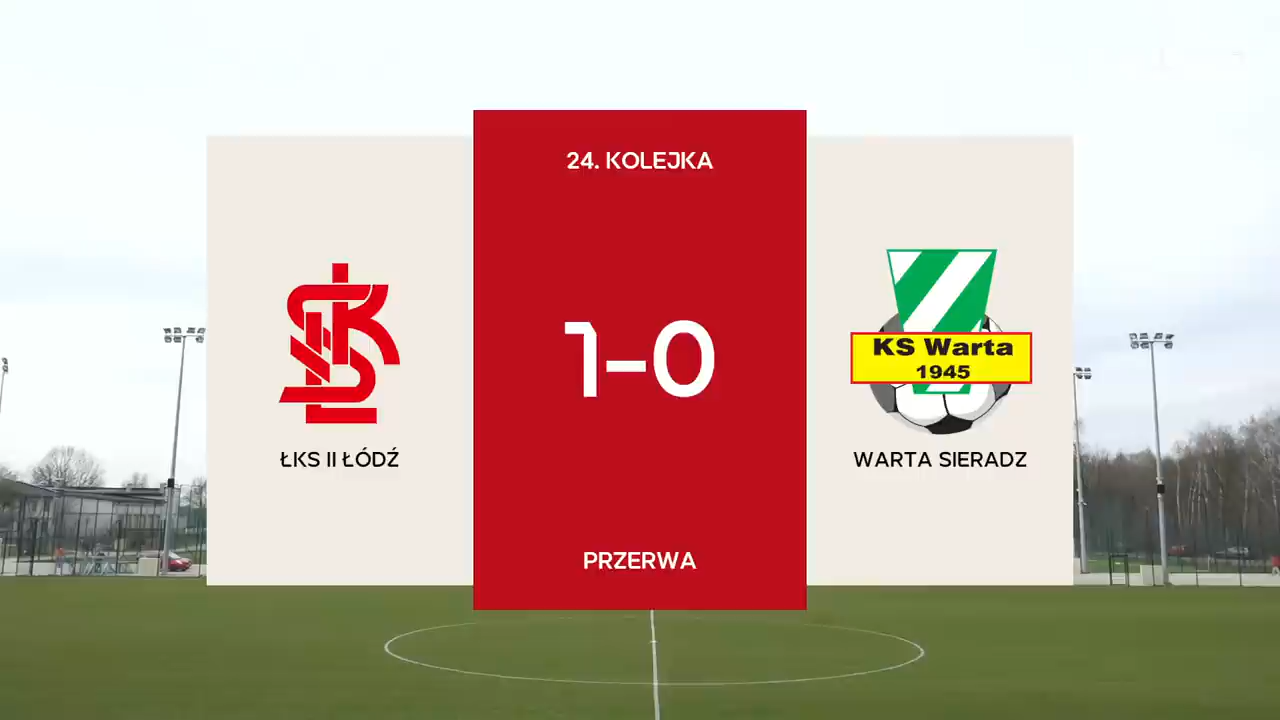 24. KOLEJKA
1-0
PRZERWA
ŁKS II ŁÓDŹ
KS Warta
1945
WARTA SIERADZ